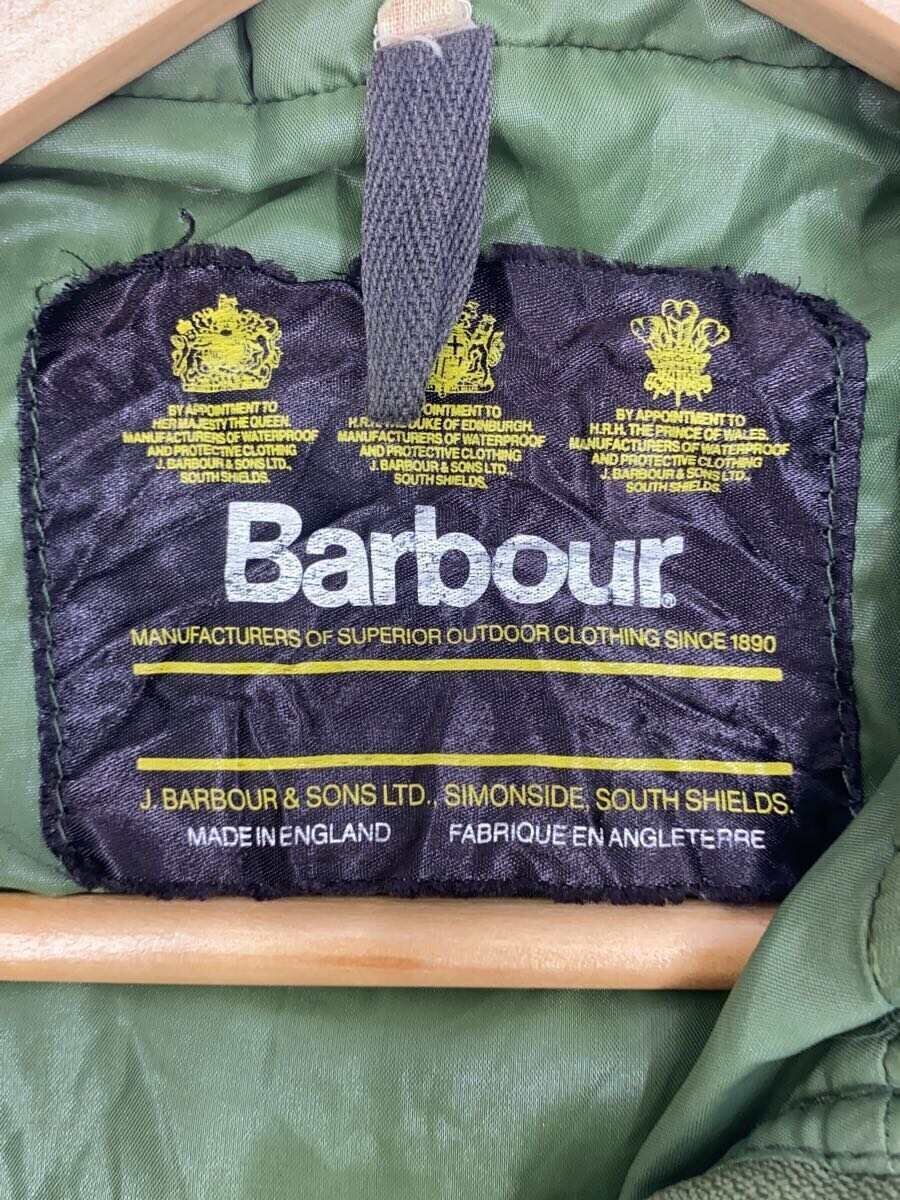 BY APPOINTMENT TO
HER MAJESTY THE QUEEN.
MANUFACTURERS OF WATERPROOF
AND PROTECTIVE CLOTHING
J. BARBOUR & SONS LTD.,
SOUTH SHIELDS.
APPOINTMENT TO
H.R.H. THE DUKE OF EDINBURGH.
MANUFACTURERS OF WATERPROOF
AND PROTECTIVE CLOTHING
J. BARBOUR & SONS LTD.,
SOUTH SHIELDS.
BY APPOINTMENT TO
H.R.H. THE PRINCE OF WALES.
MANUFACTURERS OF WATERPROOF
AND PROTECTIVE CLOTHING
J. BARBOUR & SONS LTD.,
SOUTH SHIELDS.
Barbour®
MANUFACTURERS OF SUPERIOR OUTDOOR CLOTHING SINCE 1890
J. BARBOUR & SONS LTD., SIMONSIDE, SOUTH SHIELDS.
MADE IN ENGLAND FABRIQUE EN ANGLETERRE